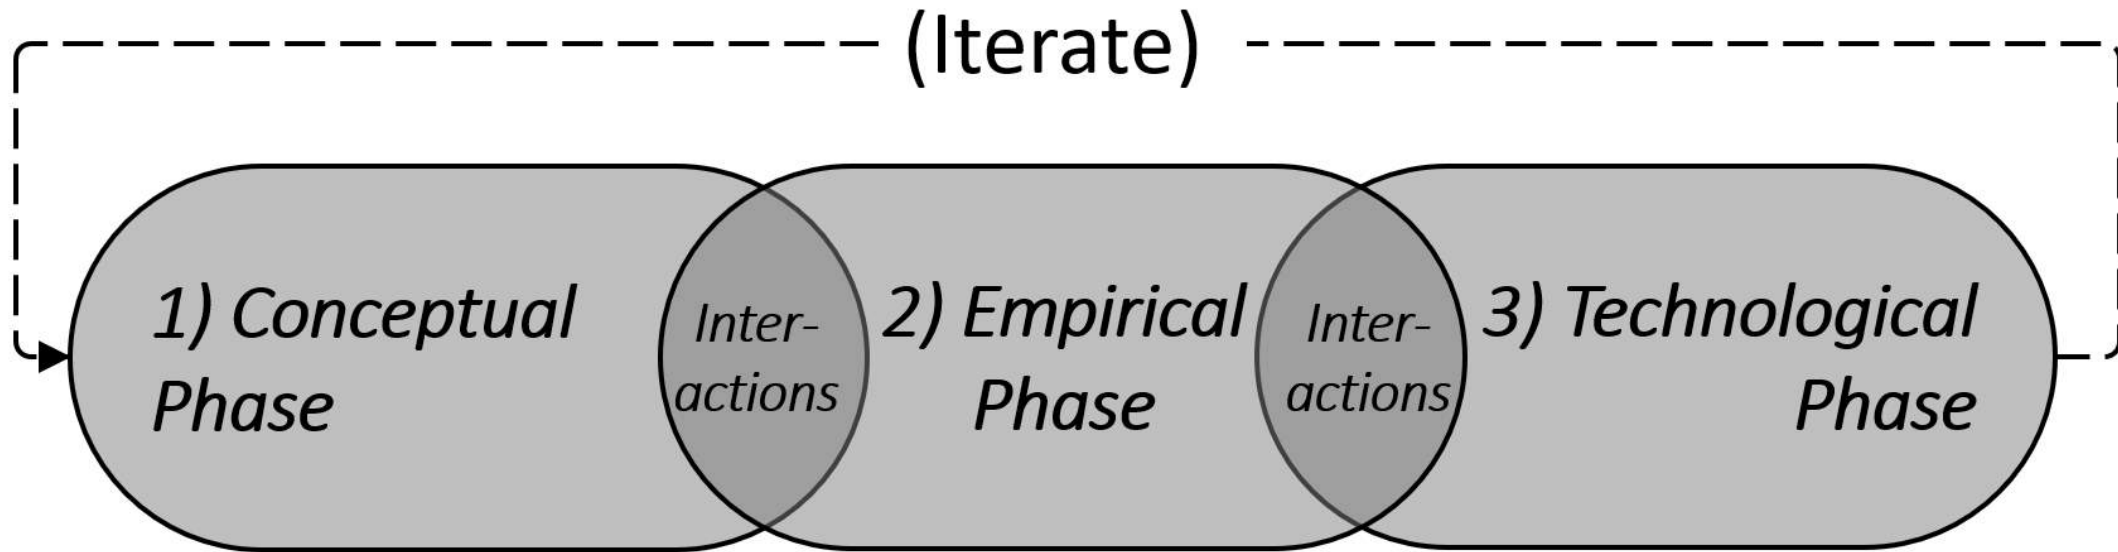 (Iterate)
1) Conceptual
Phase
Inter-
actions
2) Empirical
Phase
Inter-
actions
3) Technological
Phase